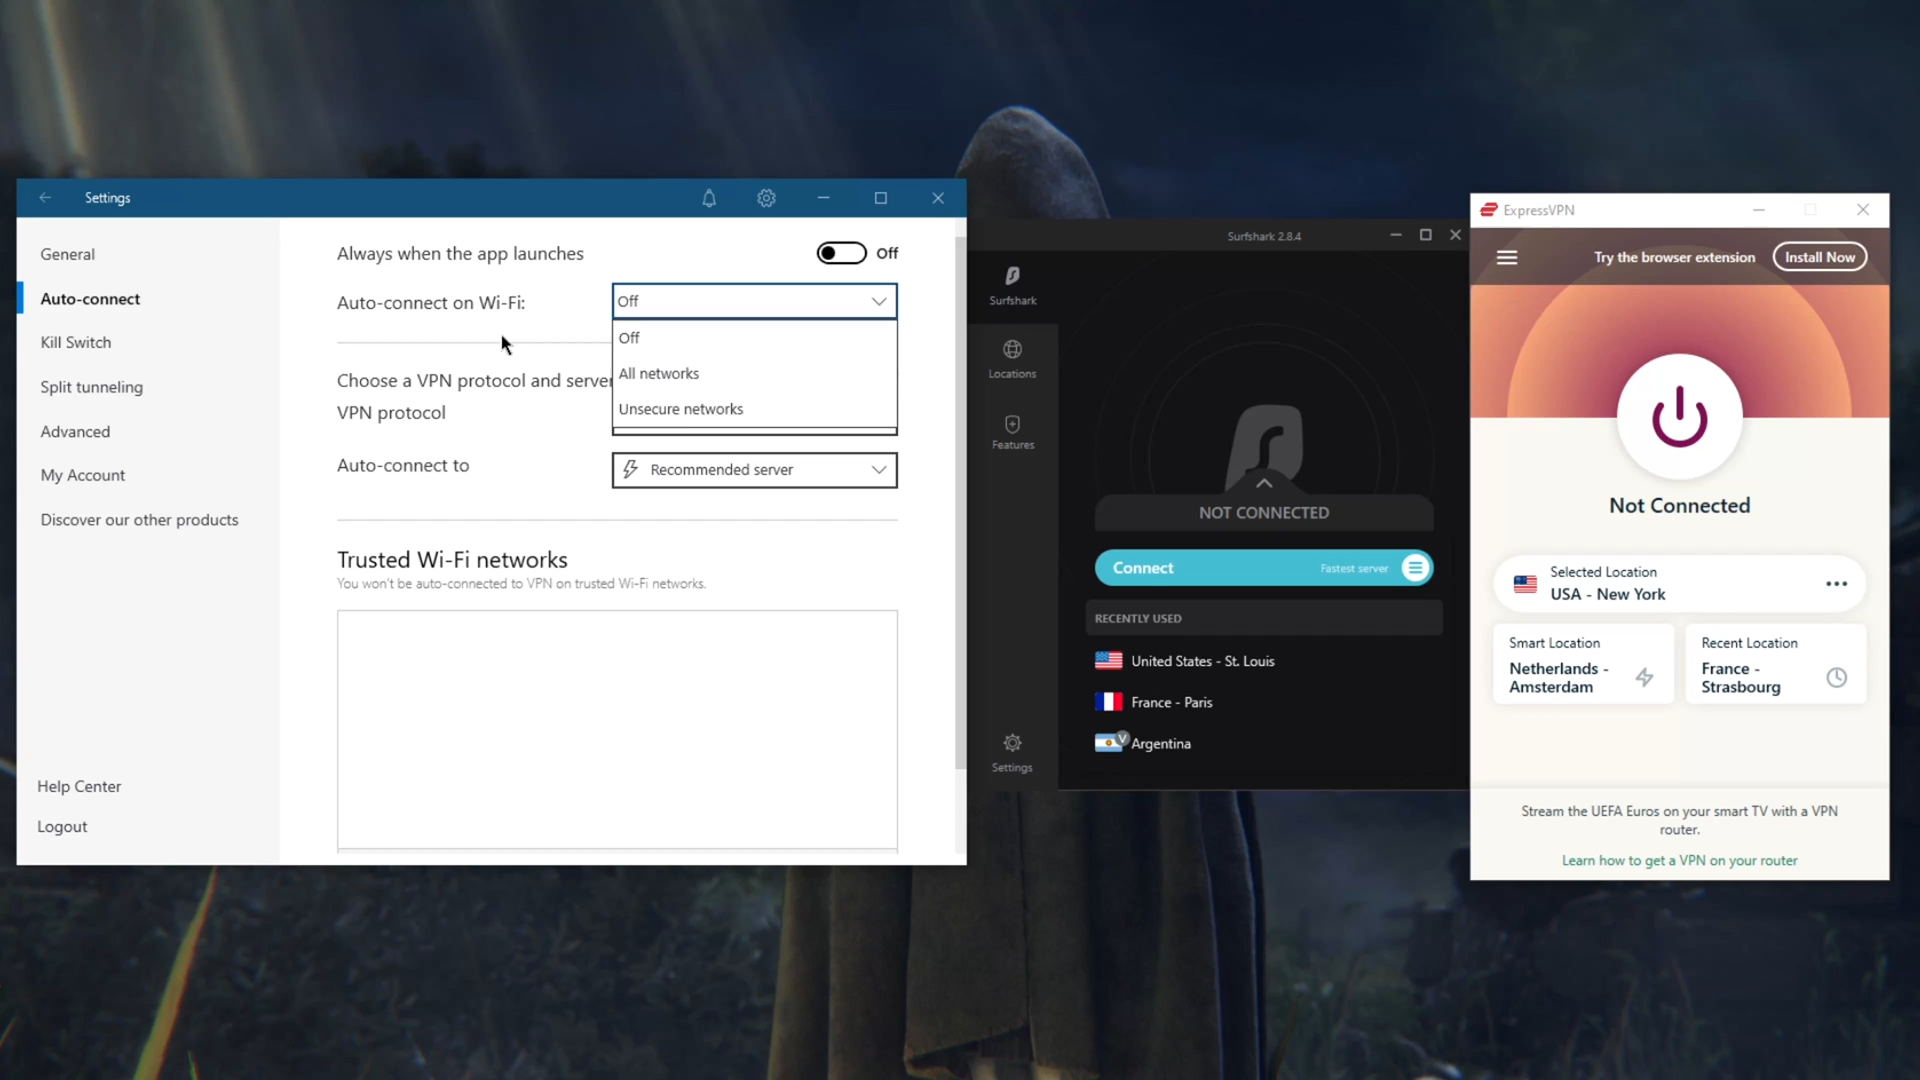 Settings
General
Auto-connect
Kill Switch
Split tunneling
Advanced
My Account
Discover our other products
Help Center
Logout
Always when the app launches
Off
Auto-connect on Wi-Fi:
Off
Off
All networks
Unsecure networks
Choose a VPN protocol and server
VPN protocol
Auto-connect to
Recommended server
Trusted Wi-Fi networks
You won't be auto-connected to VPN on trusted Wi-Fi networks.
Surfshark 2.8.4
Surfshark
Locations
Features
Settings
NOT CONNECTED
Connect
Fastest server
RECENTLY USED
United States - St. Louis
France - Paris
V
Argentina
ExpressVPN
Try the browser extension
Install Now
Not Connected
Selected Location
USA - New York
Smart Location
Netherlands -
Amsterdam
Recent Location
France -
Strasbourg
Stream the UEFA Euros on your smart TV with a VPN
router.
Learn how to get a VPN on your router